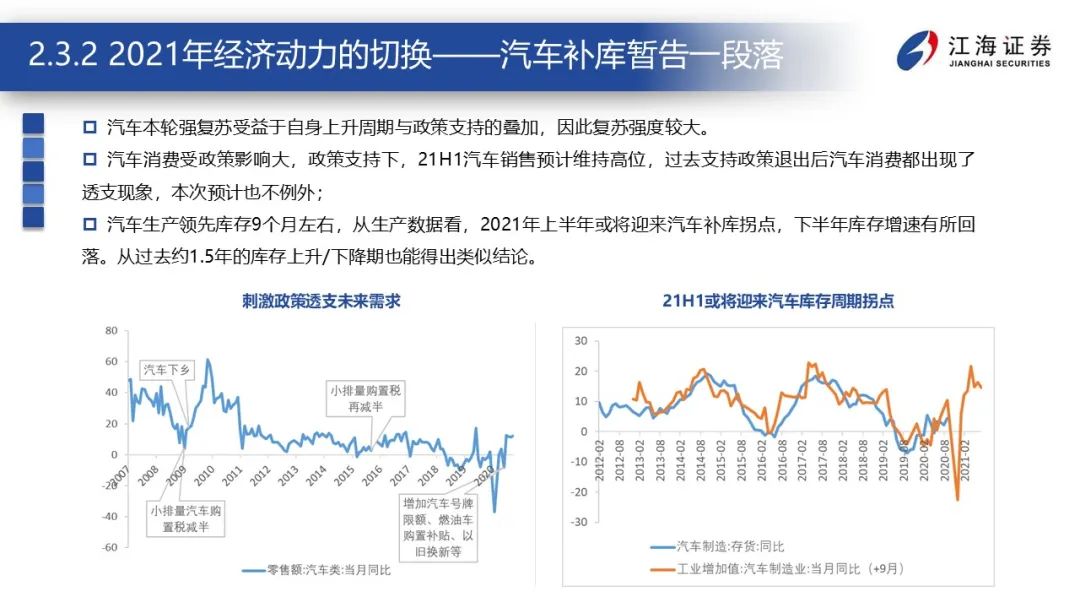 2.3.2 2021年经济动力的切换——汽车补库暂告一段落
江海证券
JIANGHAI SECURITIES
汽车本轮强复苏受益于自身上升周期与政策支持的叠加，因此复苏强度较大。
汽车消费受政策影响大，政策支持下，21H1汽车销售预计维持高位，过去支持政策退出后汽车消费都出现了
透支现象，本次预计也不例外；
汽车生产领先库存9个月左右，从生产数据看，2021年上半年或将迎来汽车补库拐点，下半年库存增速有所回
落。从过去约1.5年的库存上升/下降期也能得出类似结论。
刺激政策透支未来需求
80
60
40
20
0
-20
-40
-60
2007
2008
2009
2010
2011
2012
2013
2014
2015
2016
2017
2018
2019
2020
汽车下乡
小排量汽车购
置税减半
小排量购置税
再减半
增加汽车号牌
限额、燃油车
购置补贴、以
旧换新等
零售额:汽车类:当月同比
21H1或将迎来汽车库存周期拐点
30
20
10
0
-10
-20
-30
2012-02
2012-08
2013-02
2013-08
2014-02
2014-08
2015-02
2015-08
2016-02
2016-08
2017-02
2017-08
2018-02
2018-08
2019-02
2019-08
2020-02
2020-08
2021-02
汽车制造:存货:同比
工业增加值:汽车制造业:当月同比（+9月）